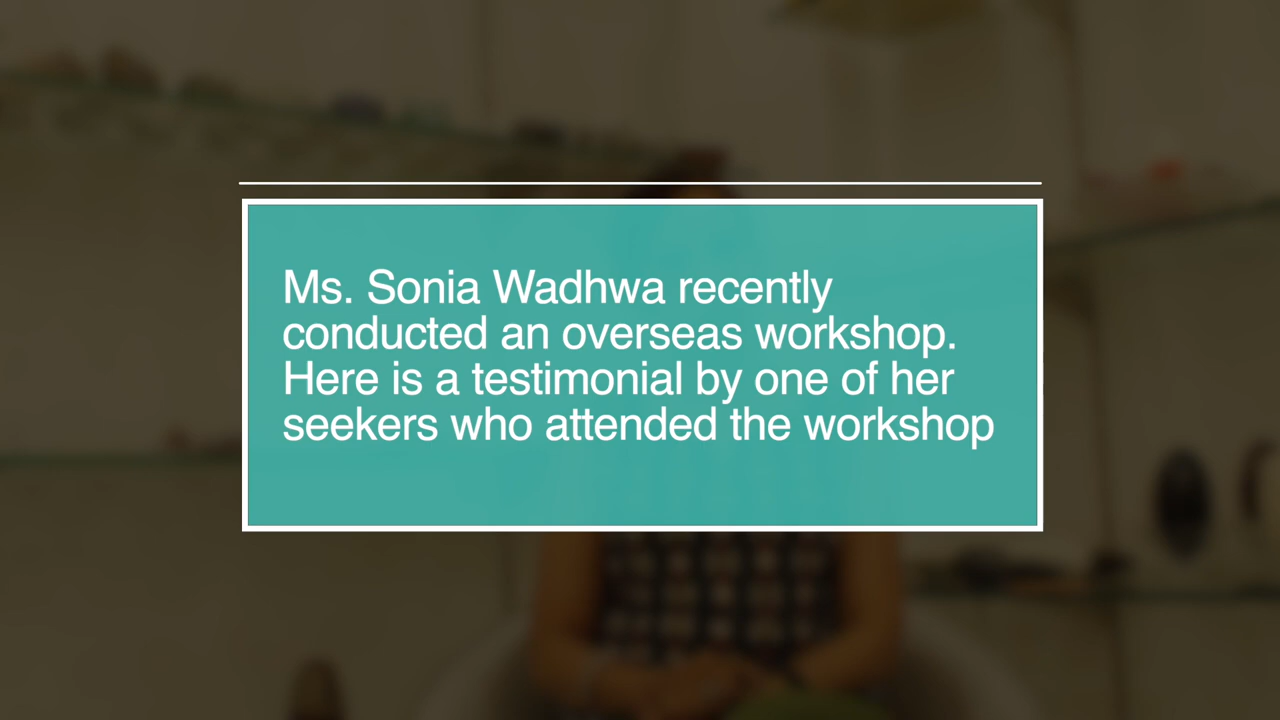 Ms. Sonia Wadhwa recently
conducted an overseas workshop.
Here is a testimonial by one of her
seekers who attended the workshop